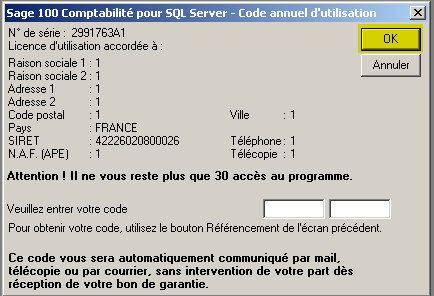 Sage 100 Comptabilité pour SQL Server - Code annuel d'utilisation
N° de série : 2991763A1
OK
Licence d'utilisation accordée à :
Annuler
Raison sociale 1 : 1
Raison sociale 2 : 1
Adresse 1 : 1
Adresse 2 : 1
Code postal : 1 Ville : 1
Pays : FRANCE
SIRET : 42226020800026 Téléphone : 1
N.A.F. (APE) : 1 Télécopie : 1
Attention ! Il ne vous reste plus que 30 accès au programme.
Veuillez entrer votre code
Pour obtenir votre code, utilisez le bouton Référencement de l'écran précédent.
Ce code vous sera automatiquement communiqué par mail,
télécopie ou par courrier, sans intervention de votre part dès
réception de votre bon de garantie.